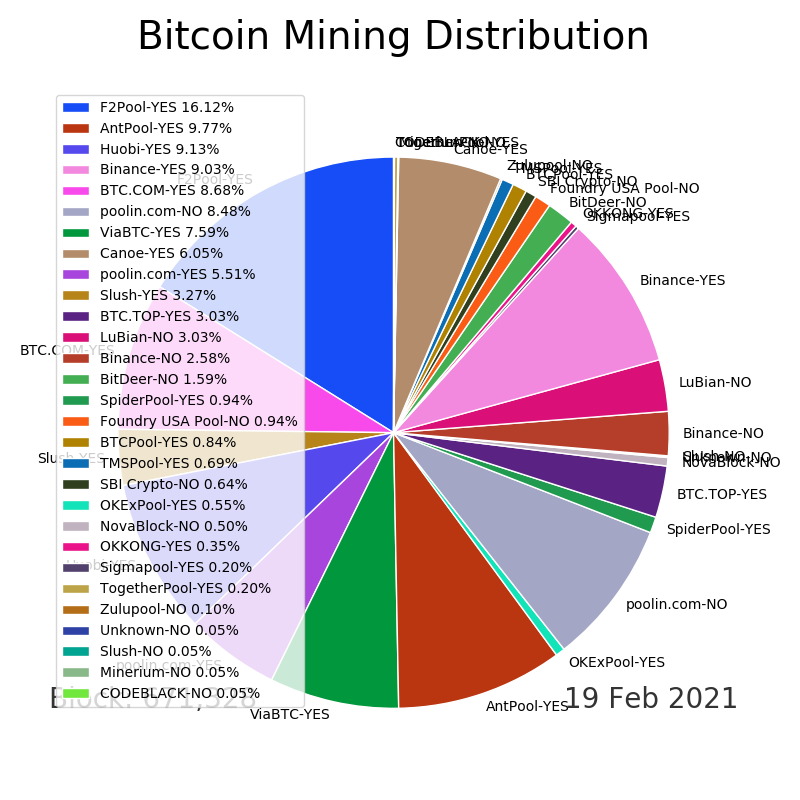 Bitcoin Mining Distribution
F2Pool-YES 16.12%
AntPool-YES 9.77%
Huobi-YES 9.13%
Binance-YES 9.03%
BTC.COM-YES 8.68%
poolin.com-NO 8.48%
ViaBTC-YES 7.59%
Canoe-YES 6.05%
poolin.com-YES 5.51%
Slush-YES 3.27%
BTC.TOP-YES 3.03%
LuBian-NO 3.03%
Binance-NO 2.58%
BitDeer-NO 1.59%
SpiderPool-YES 0.94%
Foundry USA Pool-NO 0.94%
BTCPool-YES 0.84%
TMSPool-YES 0.69%
SBI Crypto-NO 0.64%
OKExPool-YES 0.55%
NovaBlock-NO 0.50%
OKKONG-YES 0.35%
Sigmapool-YES 0.20%
TogetherPool-YES 0.20%
Zulupool-NO 0.10%
Unknown-NO 0.05%
Slush-NO 0.05%
Minerium-NO 0.05%
CODEBLACK-NO 0.05%
Canoe-YES
Zulupool-NO
TMSPool-YES
BTCPool-YES
SBI Crypto-NO
Foundry USA Pool-NO
BitDeer-NO
OKKONG-YES
Sigmapool-YES
Binance-YES
LuBian-NO
Binance-NO
NovaBlock-NO
BTC.TOP-YES
SpiderPool-YES
poolin.com-NO
OKExPool-YES
AntPool-YES
ViaBTC-YES
poolin.com-YES
Huobi-YES
Slush-YES
BTC.COM-YES
F2Pool-YES
Block: 671,328
19 Feb 2021